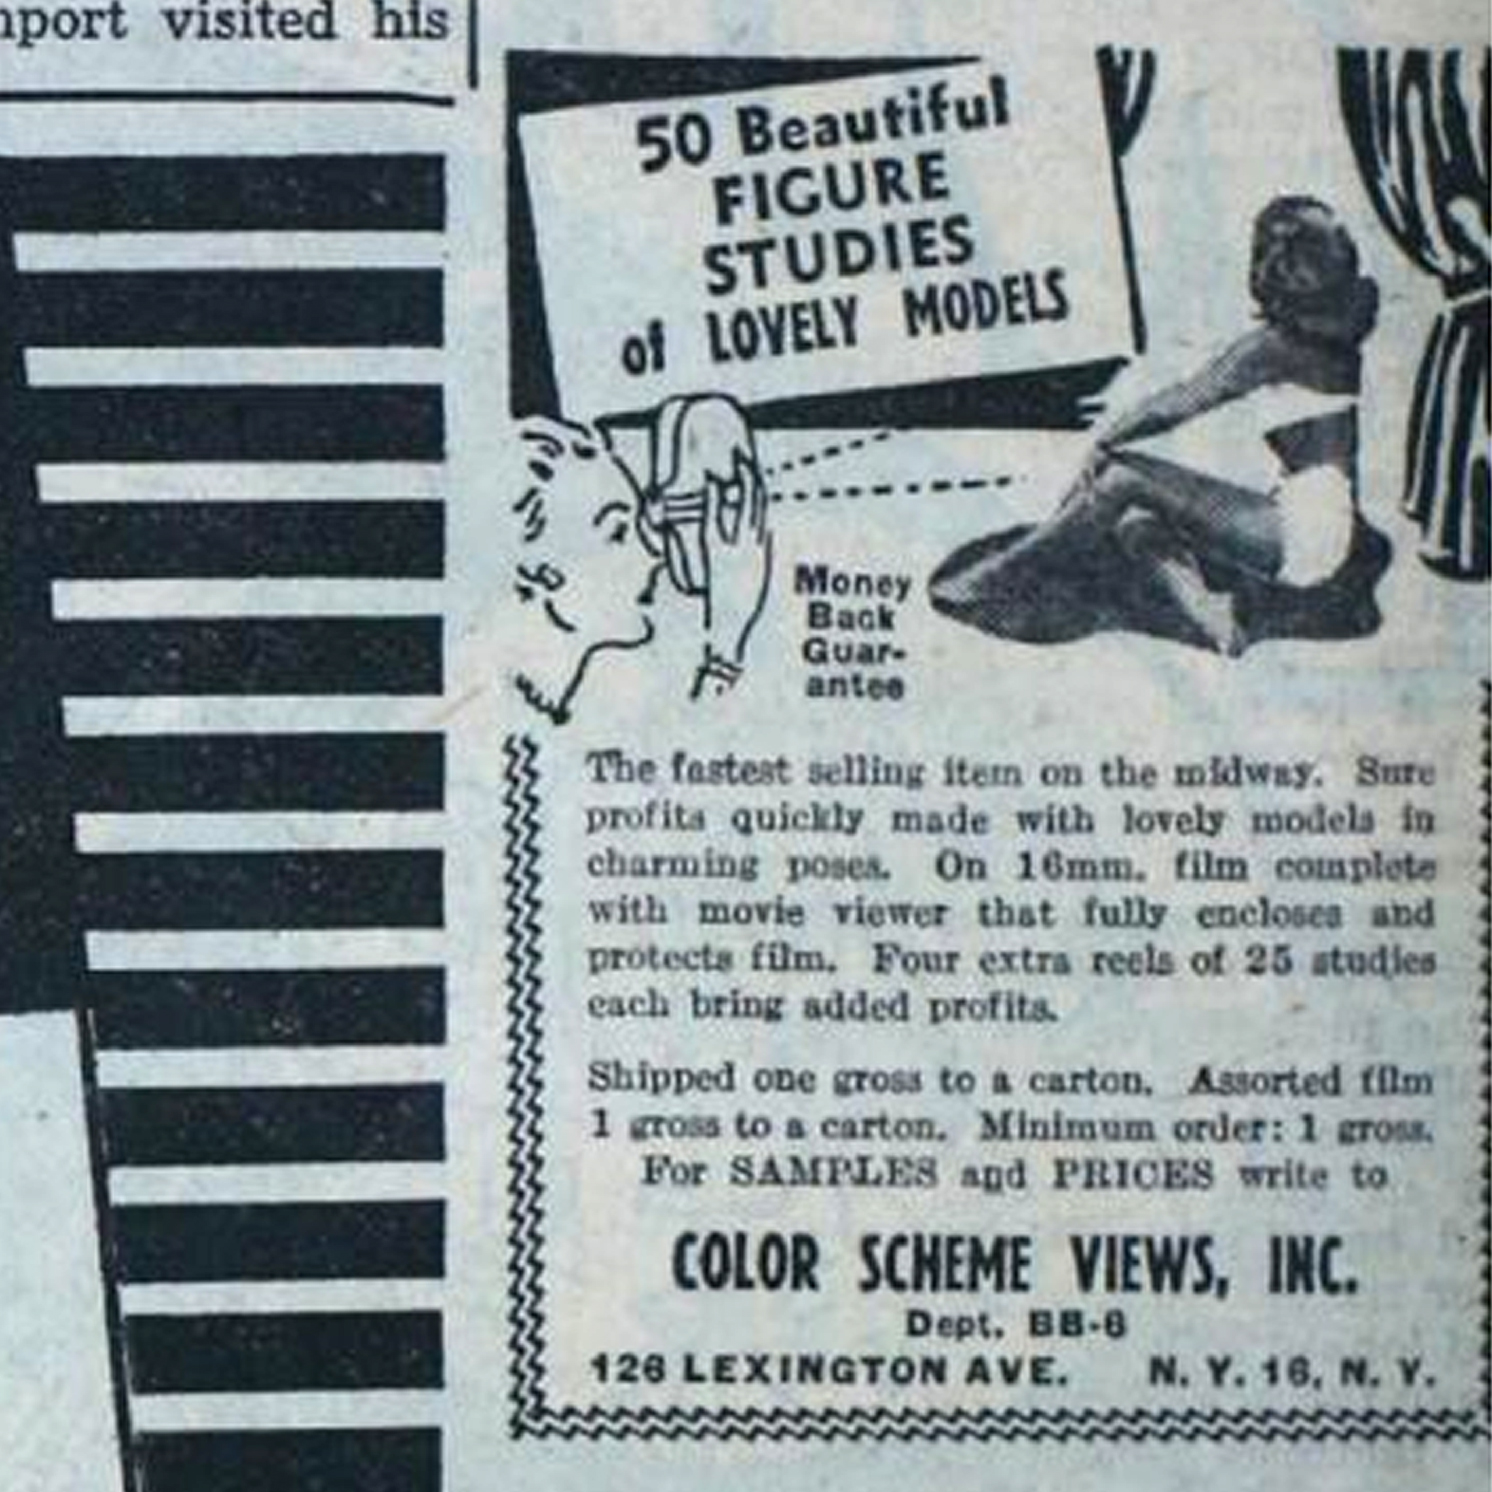 visited his
50 Beautiful
FIGURE
STUDIES
of LOVELY MODELS
Money
Back
Guar-
antee
The fastest selling item on the midway. Sure
profits quickly made with lovely models in
charming poses. On 16mm. film complete
with movie viewer that fully encloses and
protects film. Four extra reels of 25 studies
each bring added profits.
Shipped one gross to a carton. Assorted film
1 gross to a carton. Minimum order: 1 gross.
For SAMPLES and PRICES write to
COLOR SCHEME VIEWS, INC.
Dept. BB-6
126 LEXINGTON AVE. N. Y. 16, N. Y.